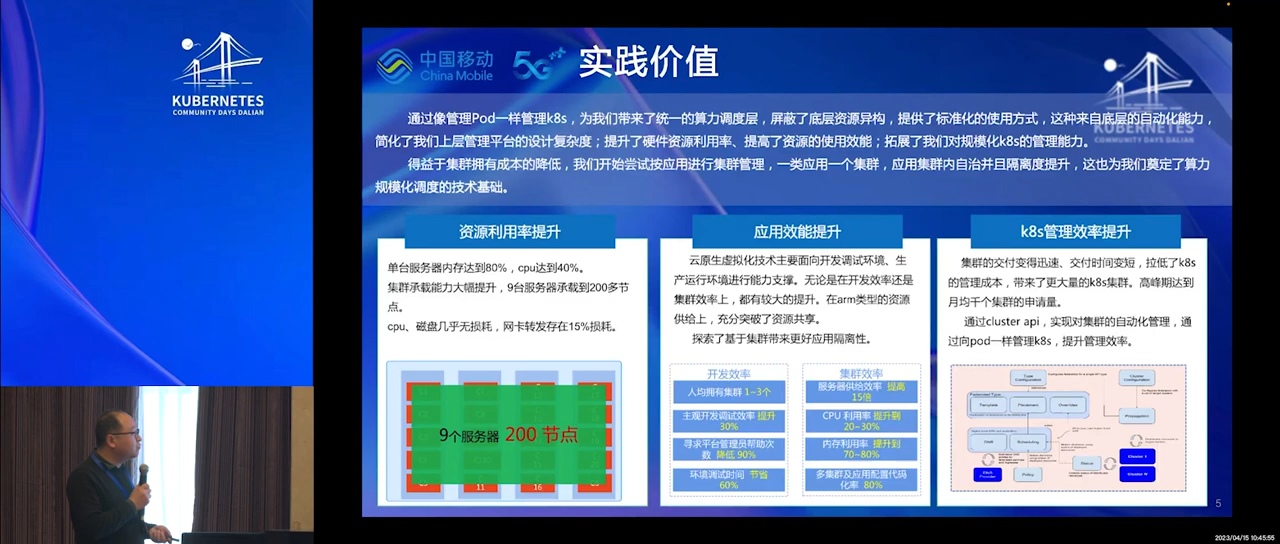 KUBERNETES
COMMUNITY DAYS DALIAN
中国移动
China Mobile
5G++
实践价值
KUBERNETES
COMMUNITY DAYS DALIAN
通过像管理Pod一样管理k8s，为我们带来了统一的算力调度层，屏蔽了底层资源异构，提供了标准化的使用方式，这种来自底层的自动化能力，
简化了我们上层管理平台的设计复杂度；提升了硬件资源利用率、提高了资源的使用效能；拓展了我们对规模化k8s的管理能力。
得益于集群拥有成本的降低，我们开始尝试按应用进行集群管理，一类应用一个集群，应用集群内自治并且隔离度提升，这也为我们奠定了算力
规模化调度的技术基础。
资源利用率提升
单台服务器内存达到80%，cpu达到40%。
集群承载能力大幅提升，9台服务器承载到200多节
点。
cpu、磁盘几乎无损耗，网卡转发存在15%损耗。
9个服务器 200 节点
11
16
应用效能提升
云原生虚拟化技术主要面向开发调试环境、生
产运行环境进行能力支撑。无论是在开发效率还是
集群效率上，都有较大的提升。在arm类型的资源
供给上，充分突破了资源共享。
探索了基于集群带来更好应用隔离性。
开发效率
人均拥有集群 1~3个
主观开发调试效率 提升
30%
寻求平台管理员帮助次
数 降低 90%
环境调试时间 节省
60%
集群效率
服务器供给效率 提高
15倍
CPU 利用率 提升到
20~30%
内存利用率 提升到
70~80%
多集群及应用配置代码
化率 80%
k8s管理效率提升
集群的交付变得迅速、交付时间变短，拉低了k8s
的管理成本，带来了更大量的k8s集群。高峰期达到
月均千个集群的申请量。
通过cluster api，实现对集群的自动化管理，通
过向pod一样管理k8s，提升管理效率。
Type
Configuration
Cluster
Configuration
Template
Placement
Overrides
Propagation
DNS
Scheduling
Status
Policy
Cluster 1
Cluster N
5
2023/04/15 10:45:55